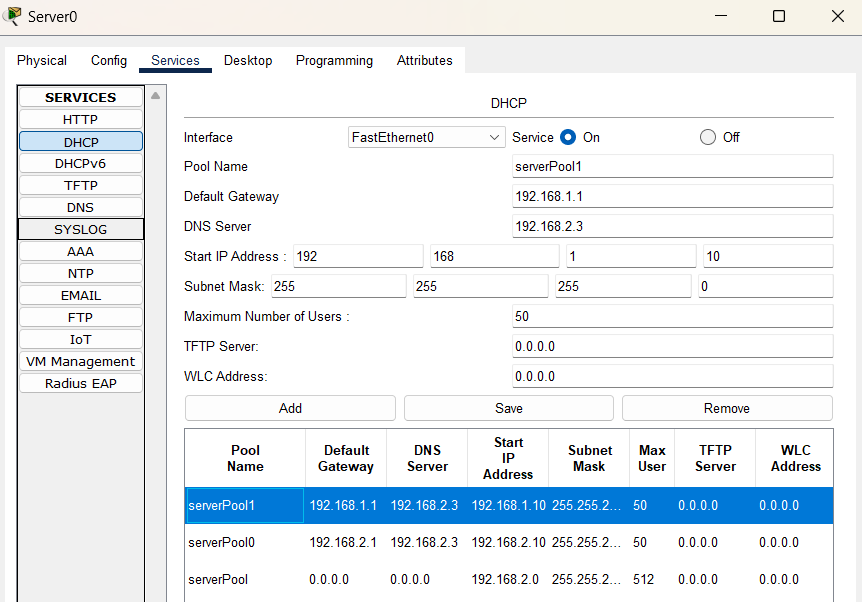 Server0
Physical Config Services Desktop Programming Attributes
SERVICES
HTTP
DHCP
DHCPv6
TFTP
DNS
SYSLOG
AAA
NTP
EMAIL
FTP
IoT
VM Management
Radius EAP
DHCP
Interface FastEthernet0 Service On Off
Pool Name serverPool1
Default Gateway 192.168.1.1
DNS Server 192.168.2.3
Start IP Address : 192 168 1 10
Subnet Mask: 255 255 255 0
Maximum Number of Users : 50
TFTP Server: 0.0.0.0
WLC Address: 0.0.0.0
Add Save Remove
Pool Name Default Gateway DNS Server Start IP Address Subnet Mask Max User TFTP Server WLC Address
serverPool1 192.168.1.1 192.168.2.3 192.168.1.10 255.255.2... 50 0.0.0.0 0.0.0.0
serverPool0 192.168.2.1 192.168.2.3 192.168.2.10 255.255.2... 50 0.0.0.0 0.0.0.0
serverPool 0.0.0.0 0.0.0.0 192.168.2.0 255.255.2... 512 0.0.0.0 0.0.0.0